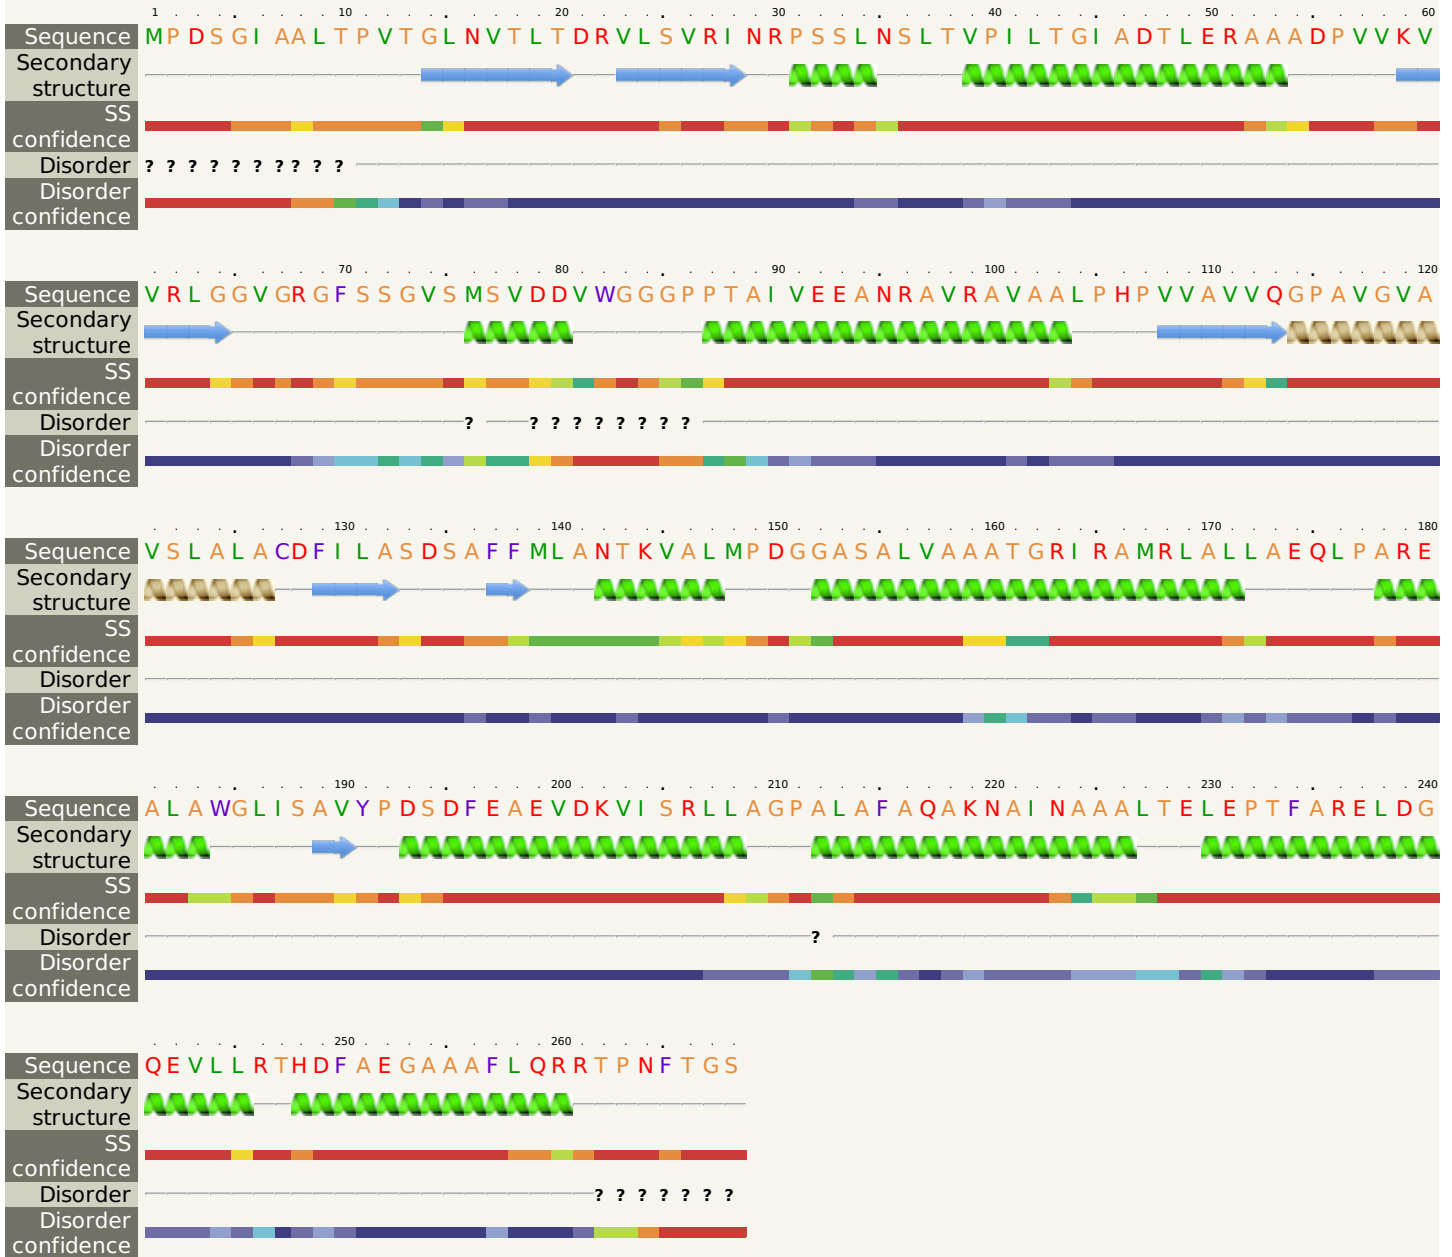 1 10 20 30 40 50 60
Sequence MPDSGIAALTPVTGLNVTLTDRVLSVRINRPSSLNSLTVPILTGIADTLERAAADPVVKV
Secondary
structure
SS
confidence
Disorder ? ? ? ? ? ? ? ? ? ?
Disorder
confidence
70 80 90 100 110 120
Sequence VRLGGVGRGFSSGVSMSVDDVWGGGPPTAIVEEANRAVRAVAALPHPVVAVVQGPAVGVA
Secondary
structure
SS
confidence
Disorder ? ? ? ? ? ? ? ? ?
Disorder
confidence
130 140 150 160 170 180
Sequence VSLALACDFILASDSAFFMLANTKVALMPDGGASALVAAATGRIRAMRLALLAEQLPARE
Secondary
structure
SS
confidence
Disorder
Disorder
confidence
190 200 210 220 230 240
Sequence ALAWGLISAVYPDSDFEAEVDKVISRLLAGPALAFAQAKNAINAAALTELEPTFARELDG
Secondary
structure
SS
confidence
Disorder ?
Disorder
confidence
250 260
Sequence QEVLLRTHDFAEGAAAFLQRRTPNFTGS
Secondary
structure
SS
confidence
Disorder ? ? ? ? ? ? ?
Disorder
confidence